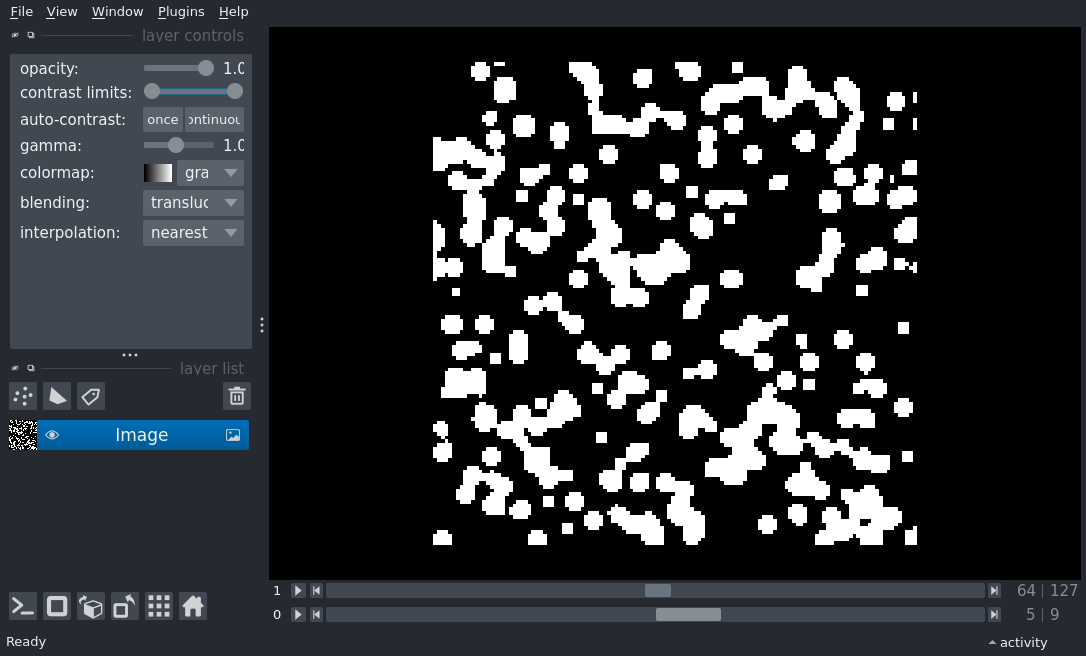 File View Window Plugins Help
layer controls
opacity: 1.0
contrast limits:
auto-contrast: once ontinuou
gamma: 1.0
colormap: gra
blending: transluc
interpolation: nearest
layer list
Image
1 64 | 127
0 5 | 9
Ready activity